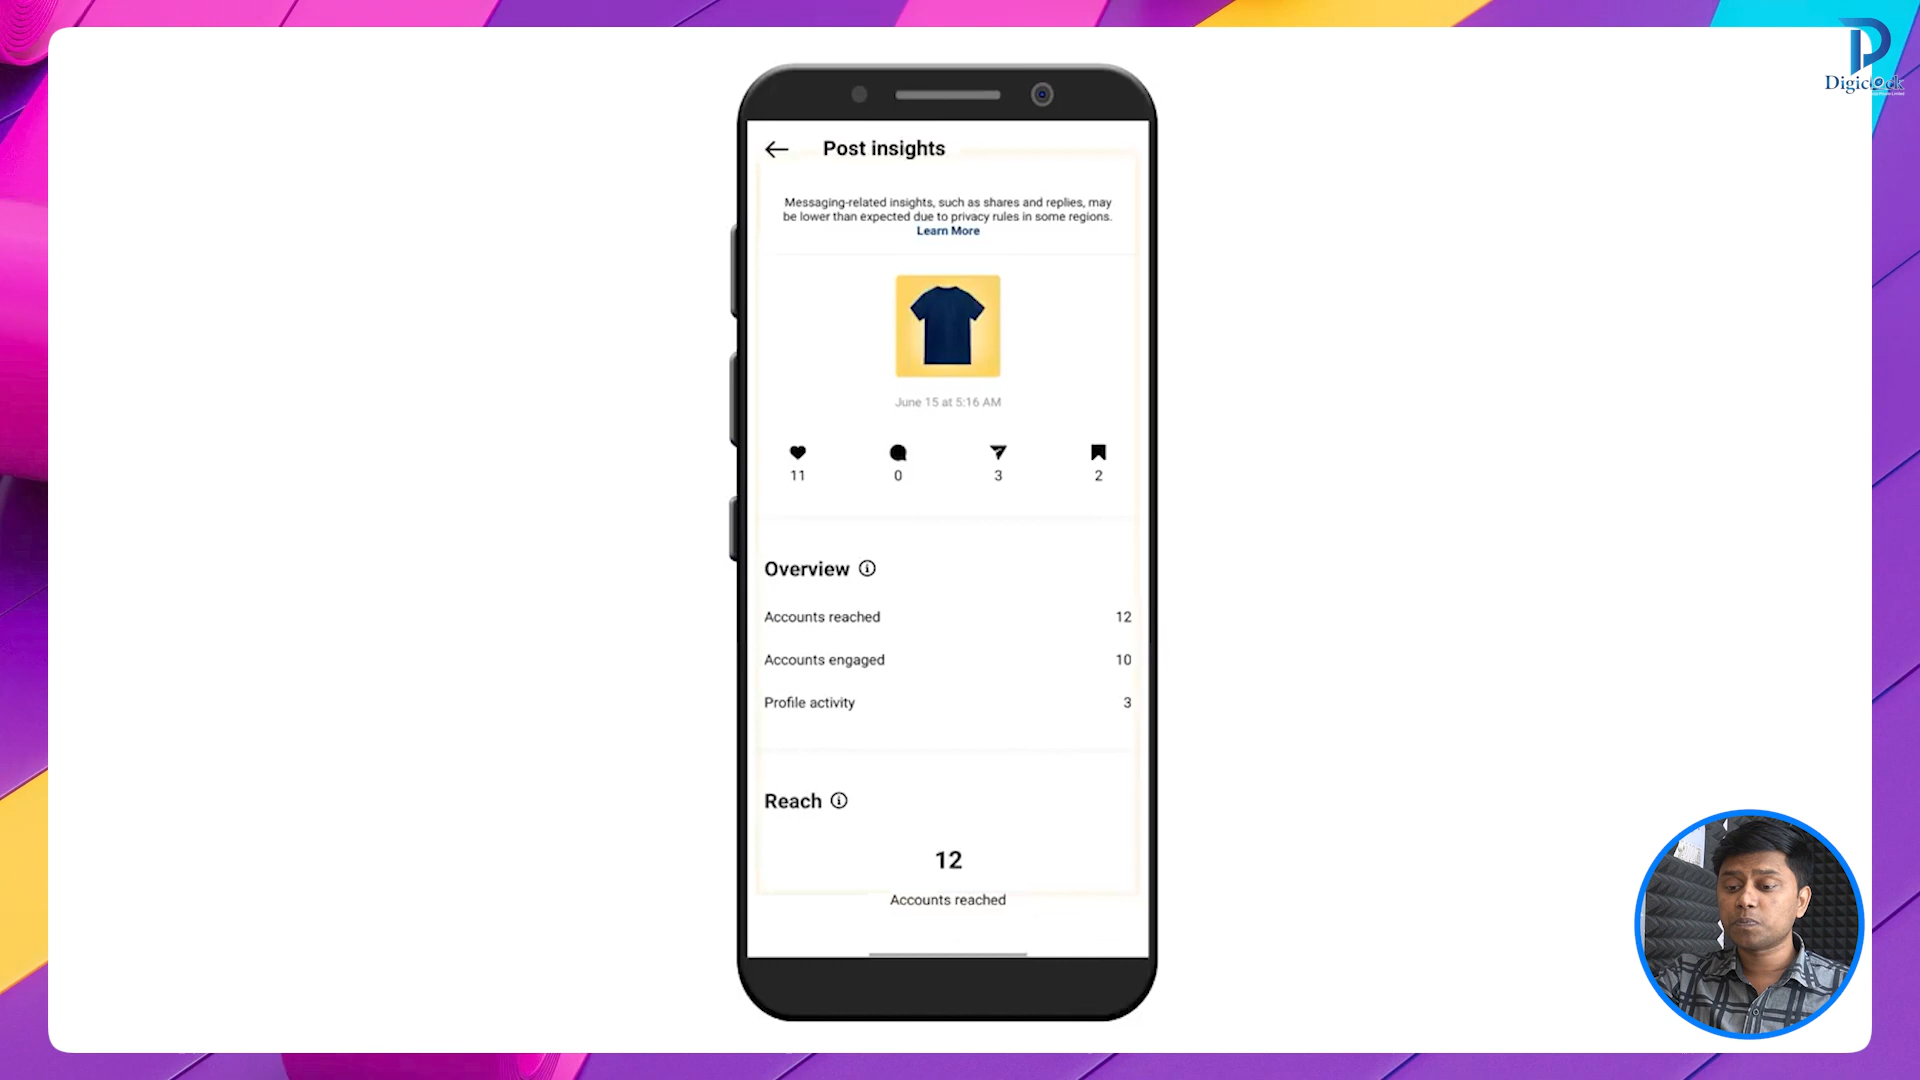 Digiclock
Post insights
Messaging-related insights, such as shares and replies, may
be lower than expected due to privacy rules in some regions.
Learn More
June 15 at 5:16 AM
11 0 3 2
Overview
Accounts reached 12
Accounts engaged 10
Profile activity 3
Reach
12
Accounts reached